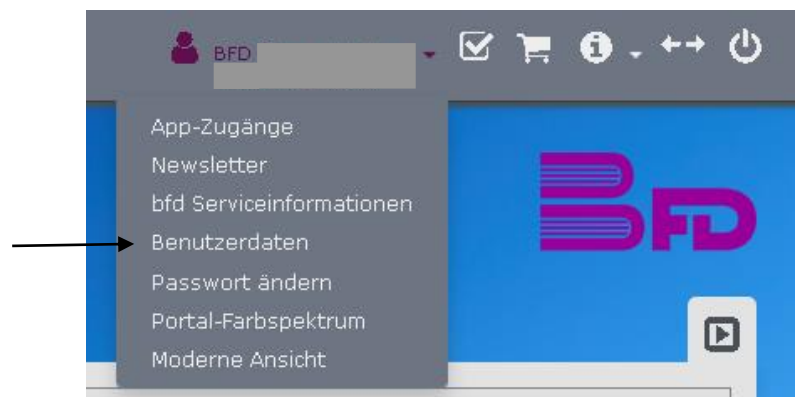 BFD
App-Zugänge
Newsletter
bfd Serviceinformationen
Benutzerdaten
Passwort ändern
Portal-Farbspektrum
Moderne Ansicht
BFD